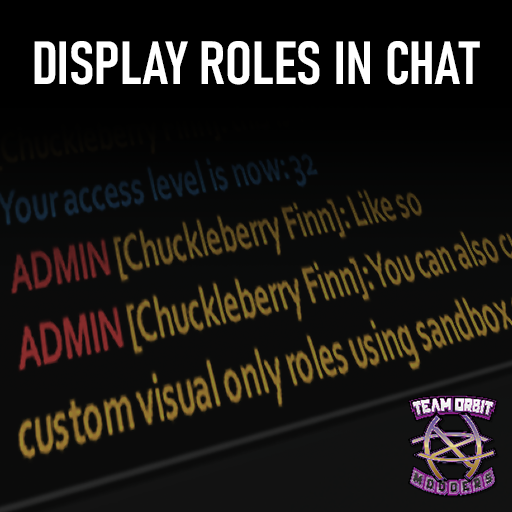 DISPLAY ROLES IN CHAT
[Chuckleberry Finn]:
Your access level is now: 32
ADMIN [Chuckleberry Finn]: Like so
ADMIN [Chuckleberry Finn]: You can also
custom visual only roles using sandbox
TEAM ORBIT
MODDERS